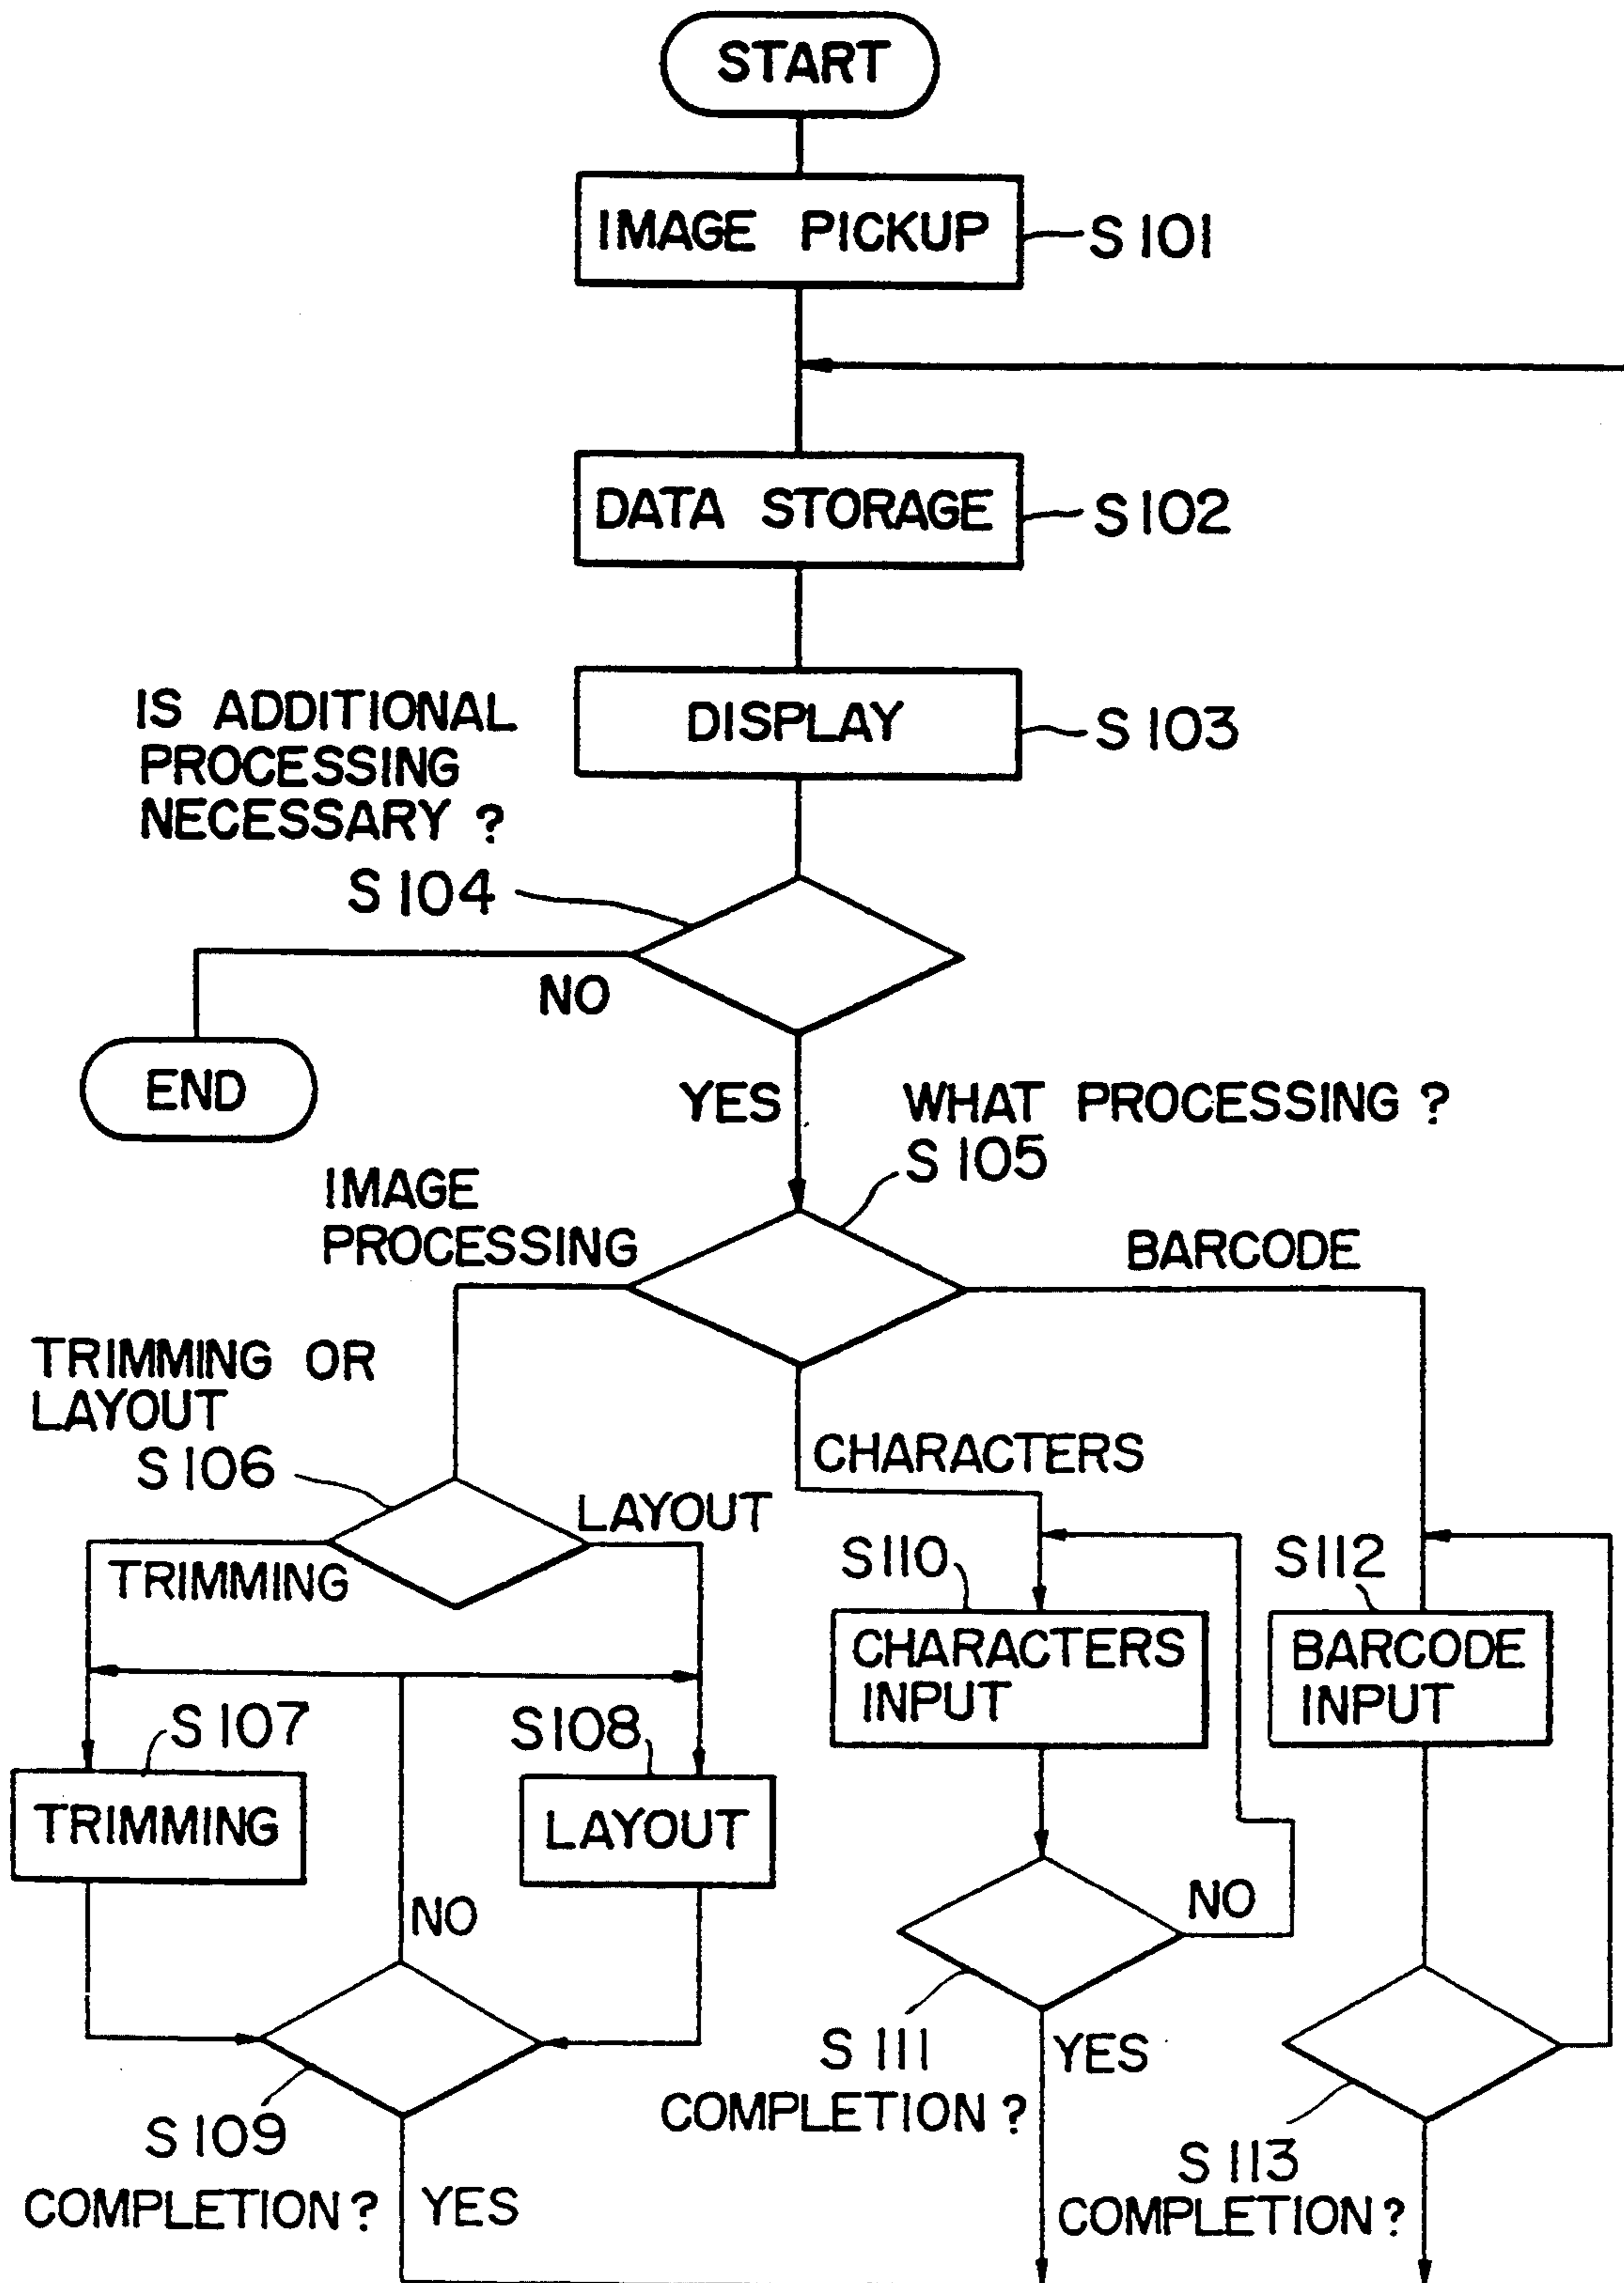 START
IMAGE PICKUP
S101
DATA STORAGE
S102
DISPLAY
S103
IS ADDITIONAL
PROCESSING
NECESSARY ?
S104
NO
END
YES
WHAT PROCESSING ?
S105
IMAGE
PROCESSING
BARCODE
TRIMMING OR
LAYOUT
S106
CHARACTERS
LAYOUT
TRIMMING
S110
S112
CHARACTERS
INPUT
BARCODE
INPUT
S107
S108
TRIMMING
LAYOUT
NO
NO
S111
COMPLETION ?
YES
S109
COMPLETION ?
YES
S113
COMPLETION ?